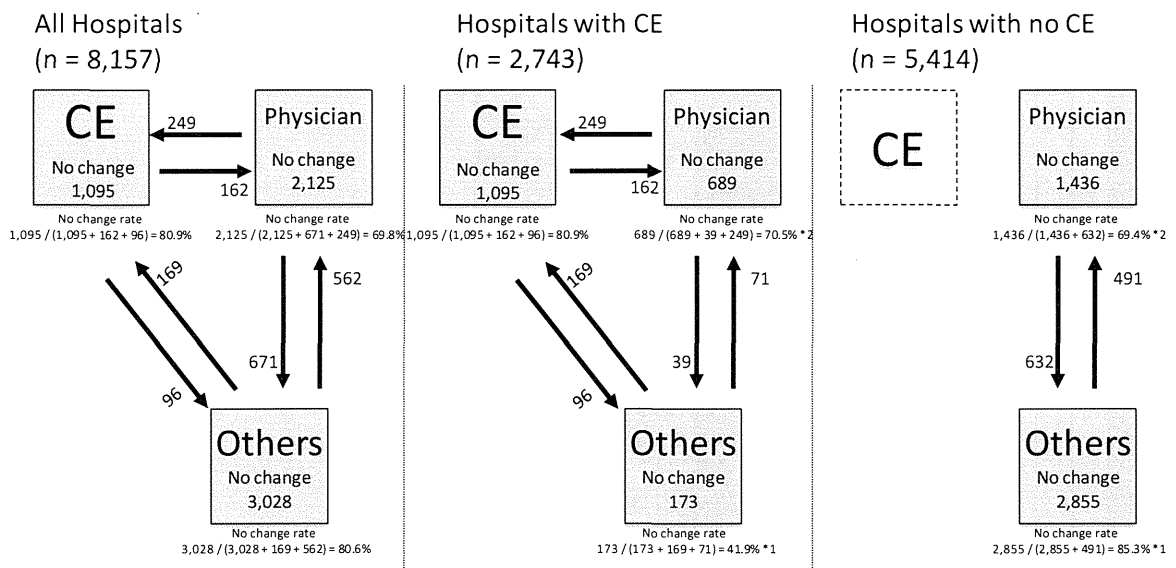 All Hospitals
(n = 8,157)
CE
No change
1,095
249
162
Physician
No change
2,125
No change rate
1,095 / (1,095 + 162 + 96) = 80.9%
No change rate
2,125 / (2,125 + 671 + 249) = 69.8%
169
96
671
562
Others
No change
3,028
No change rate
3,028 / (3,028 + 169 + 562) = 80.6%
Hospitals with CE
(n = 2,743)
CE
No change
1,095
249
162
Physician
No change
689
No change rate
1,095 / (1,095 + 162 + 96) = 80.9%
No change rate
689 / (689 + 39 + 249) = 70.5% *2
169
96
39
71
Others
No change
173
No change rate
173 / (173 + 169 + 71) = 41.9% *1
Hospitals with no CE
(n = 5,414)
CE
Physician
No change
1,436
No change rate
1,436 / (1,436 + 632) = 69.4% *2
632
491
Others
No change
2,855
No change rate
2,855 / (2,855 + 491) = 85.3% *1